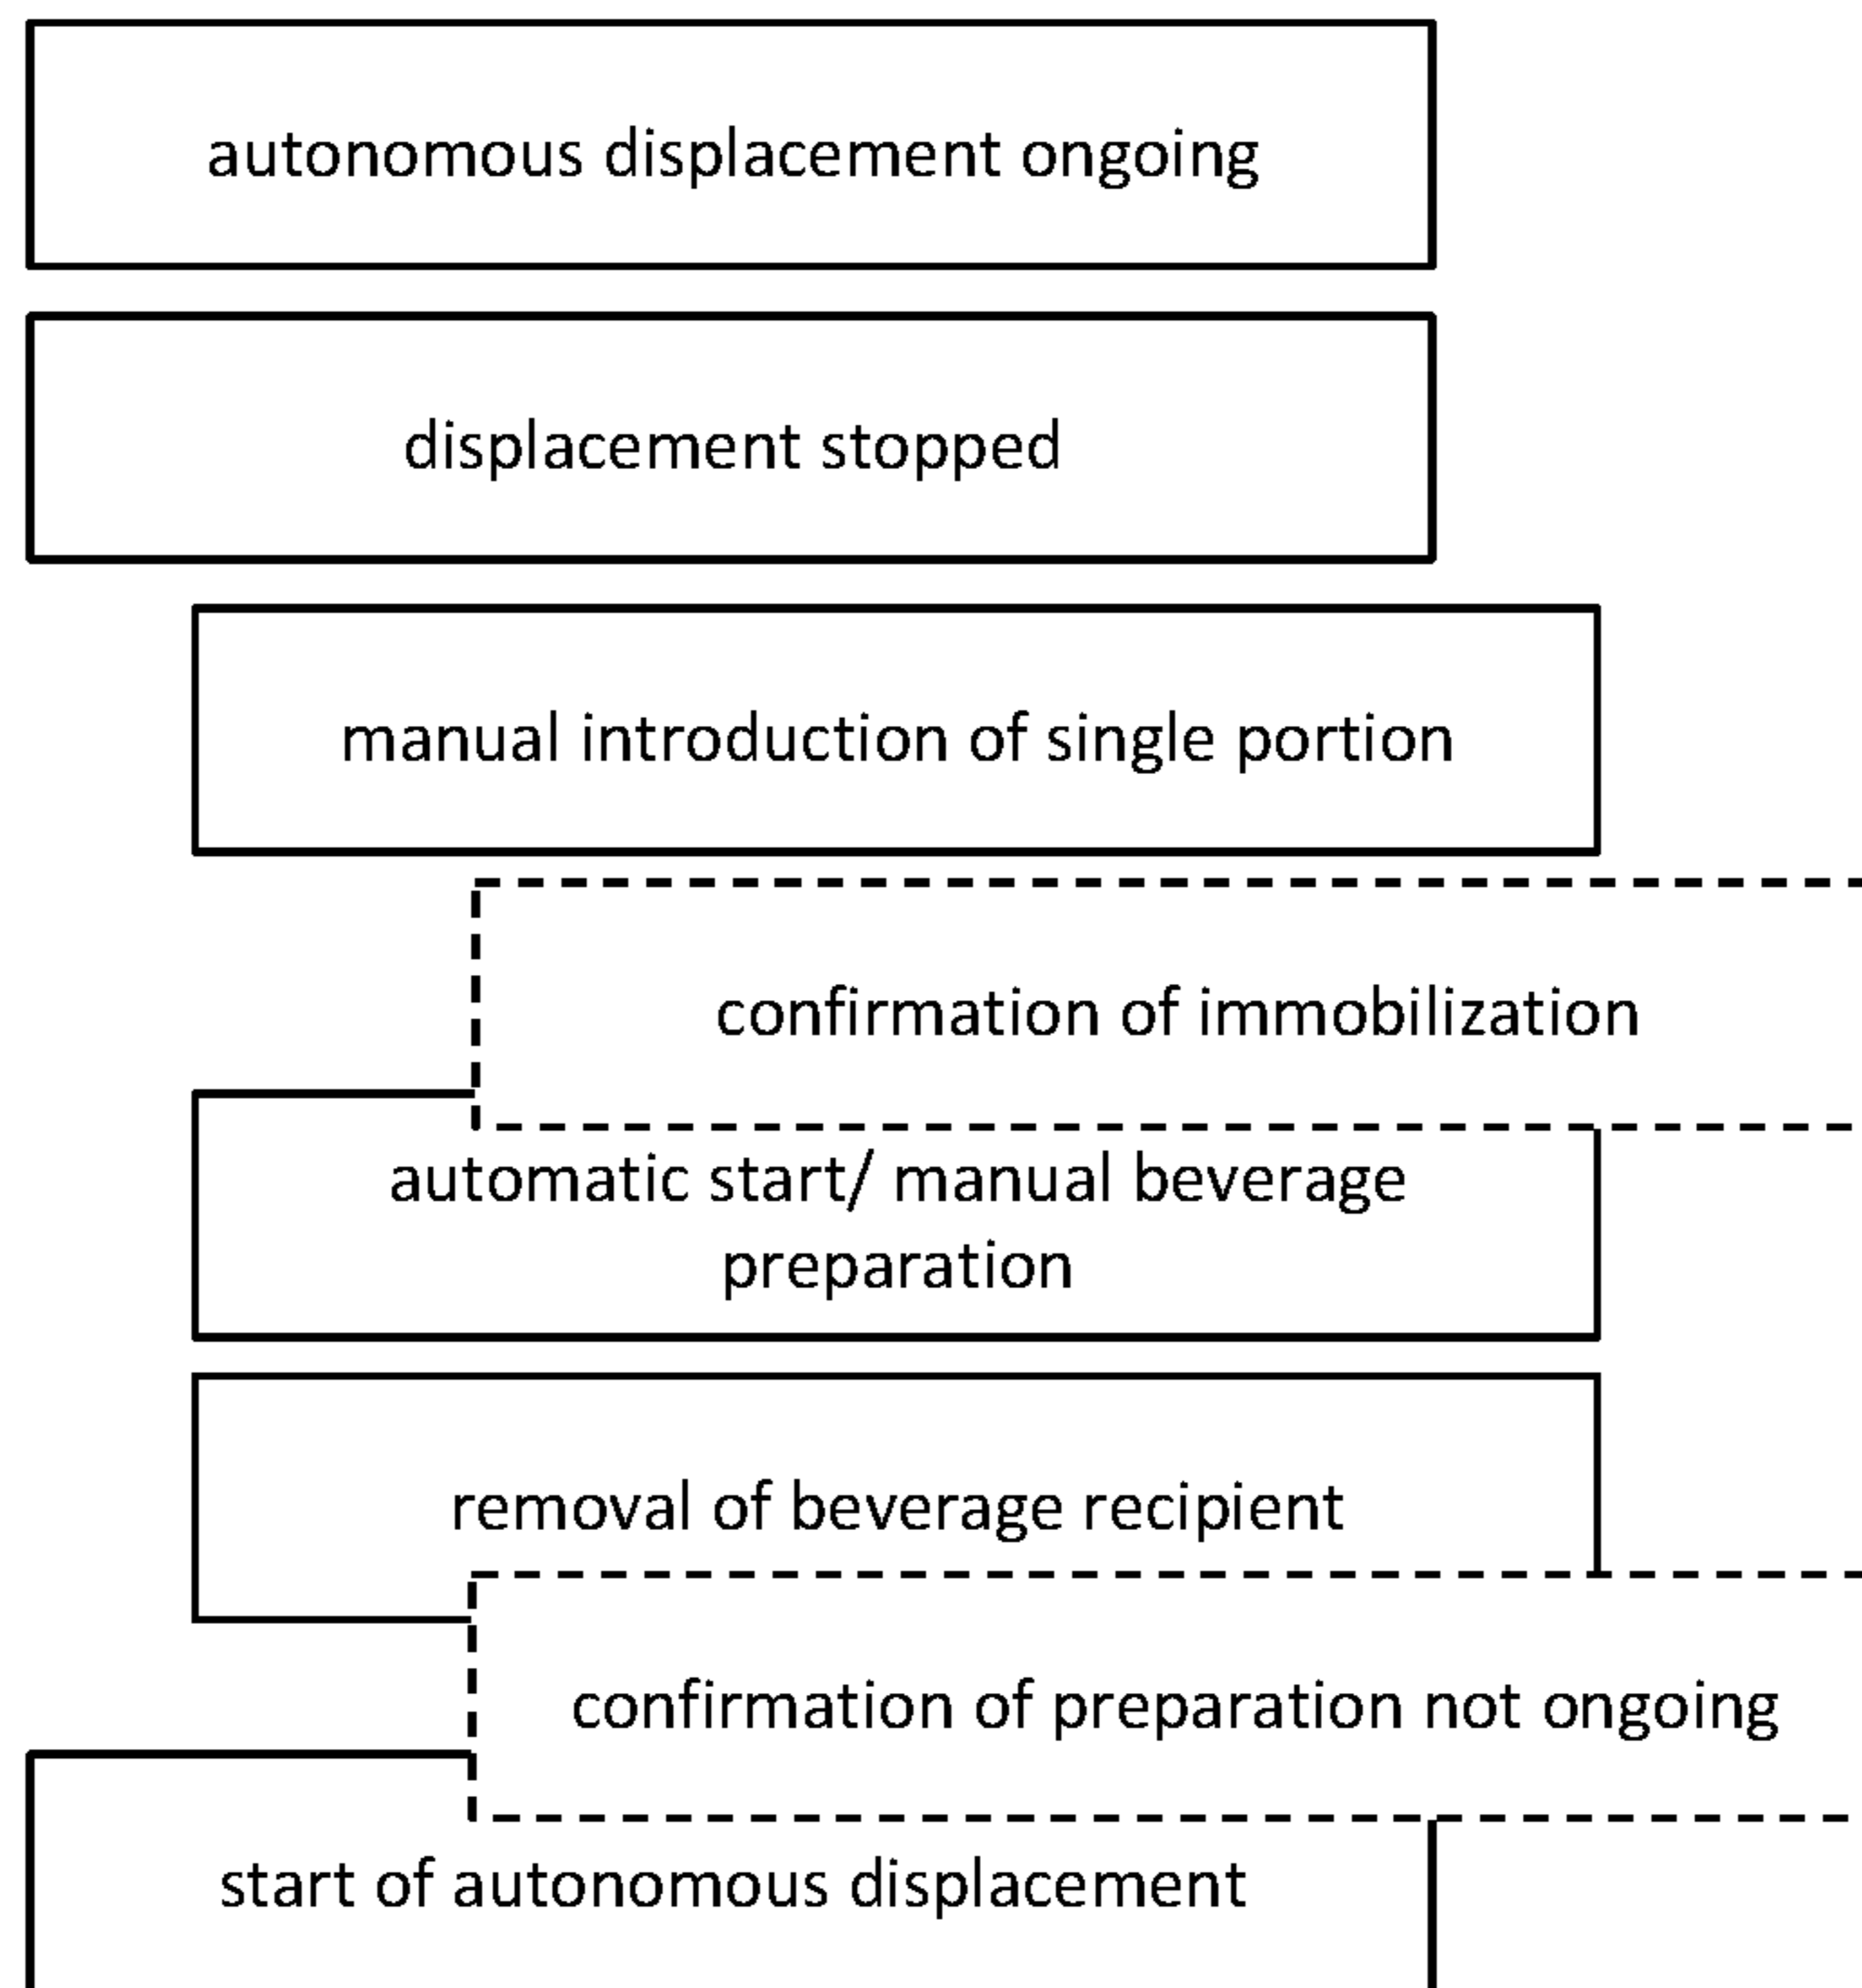 autonomous displacement ongoing
displacement stopped
manual introduction of single portion
confirmation of immobilization
automatic start/ manual beverage
preparation
removal of beverage recipient
confirmation of preparation not ongoing
start of autonomous displacement